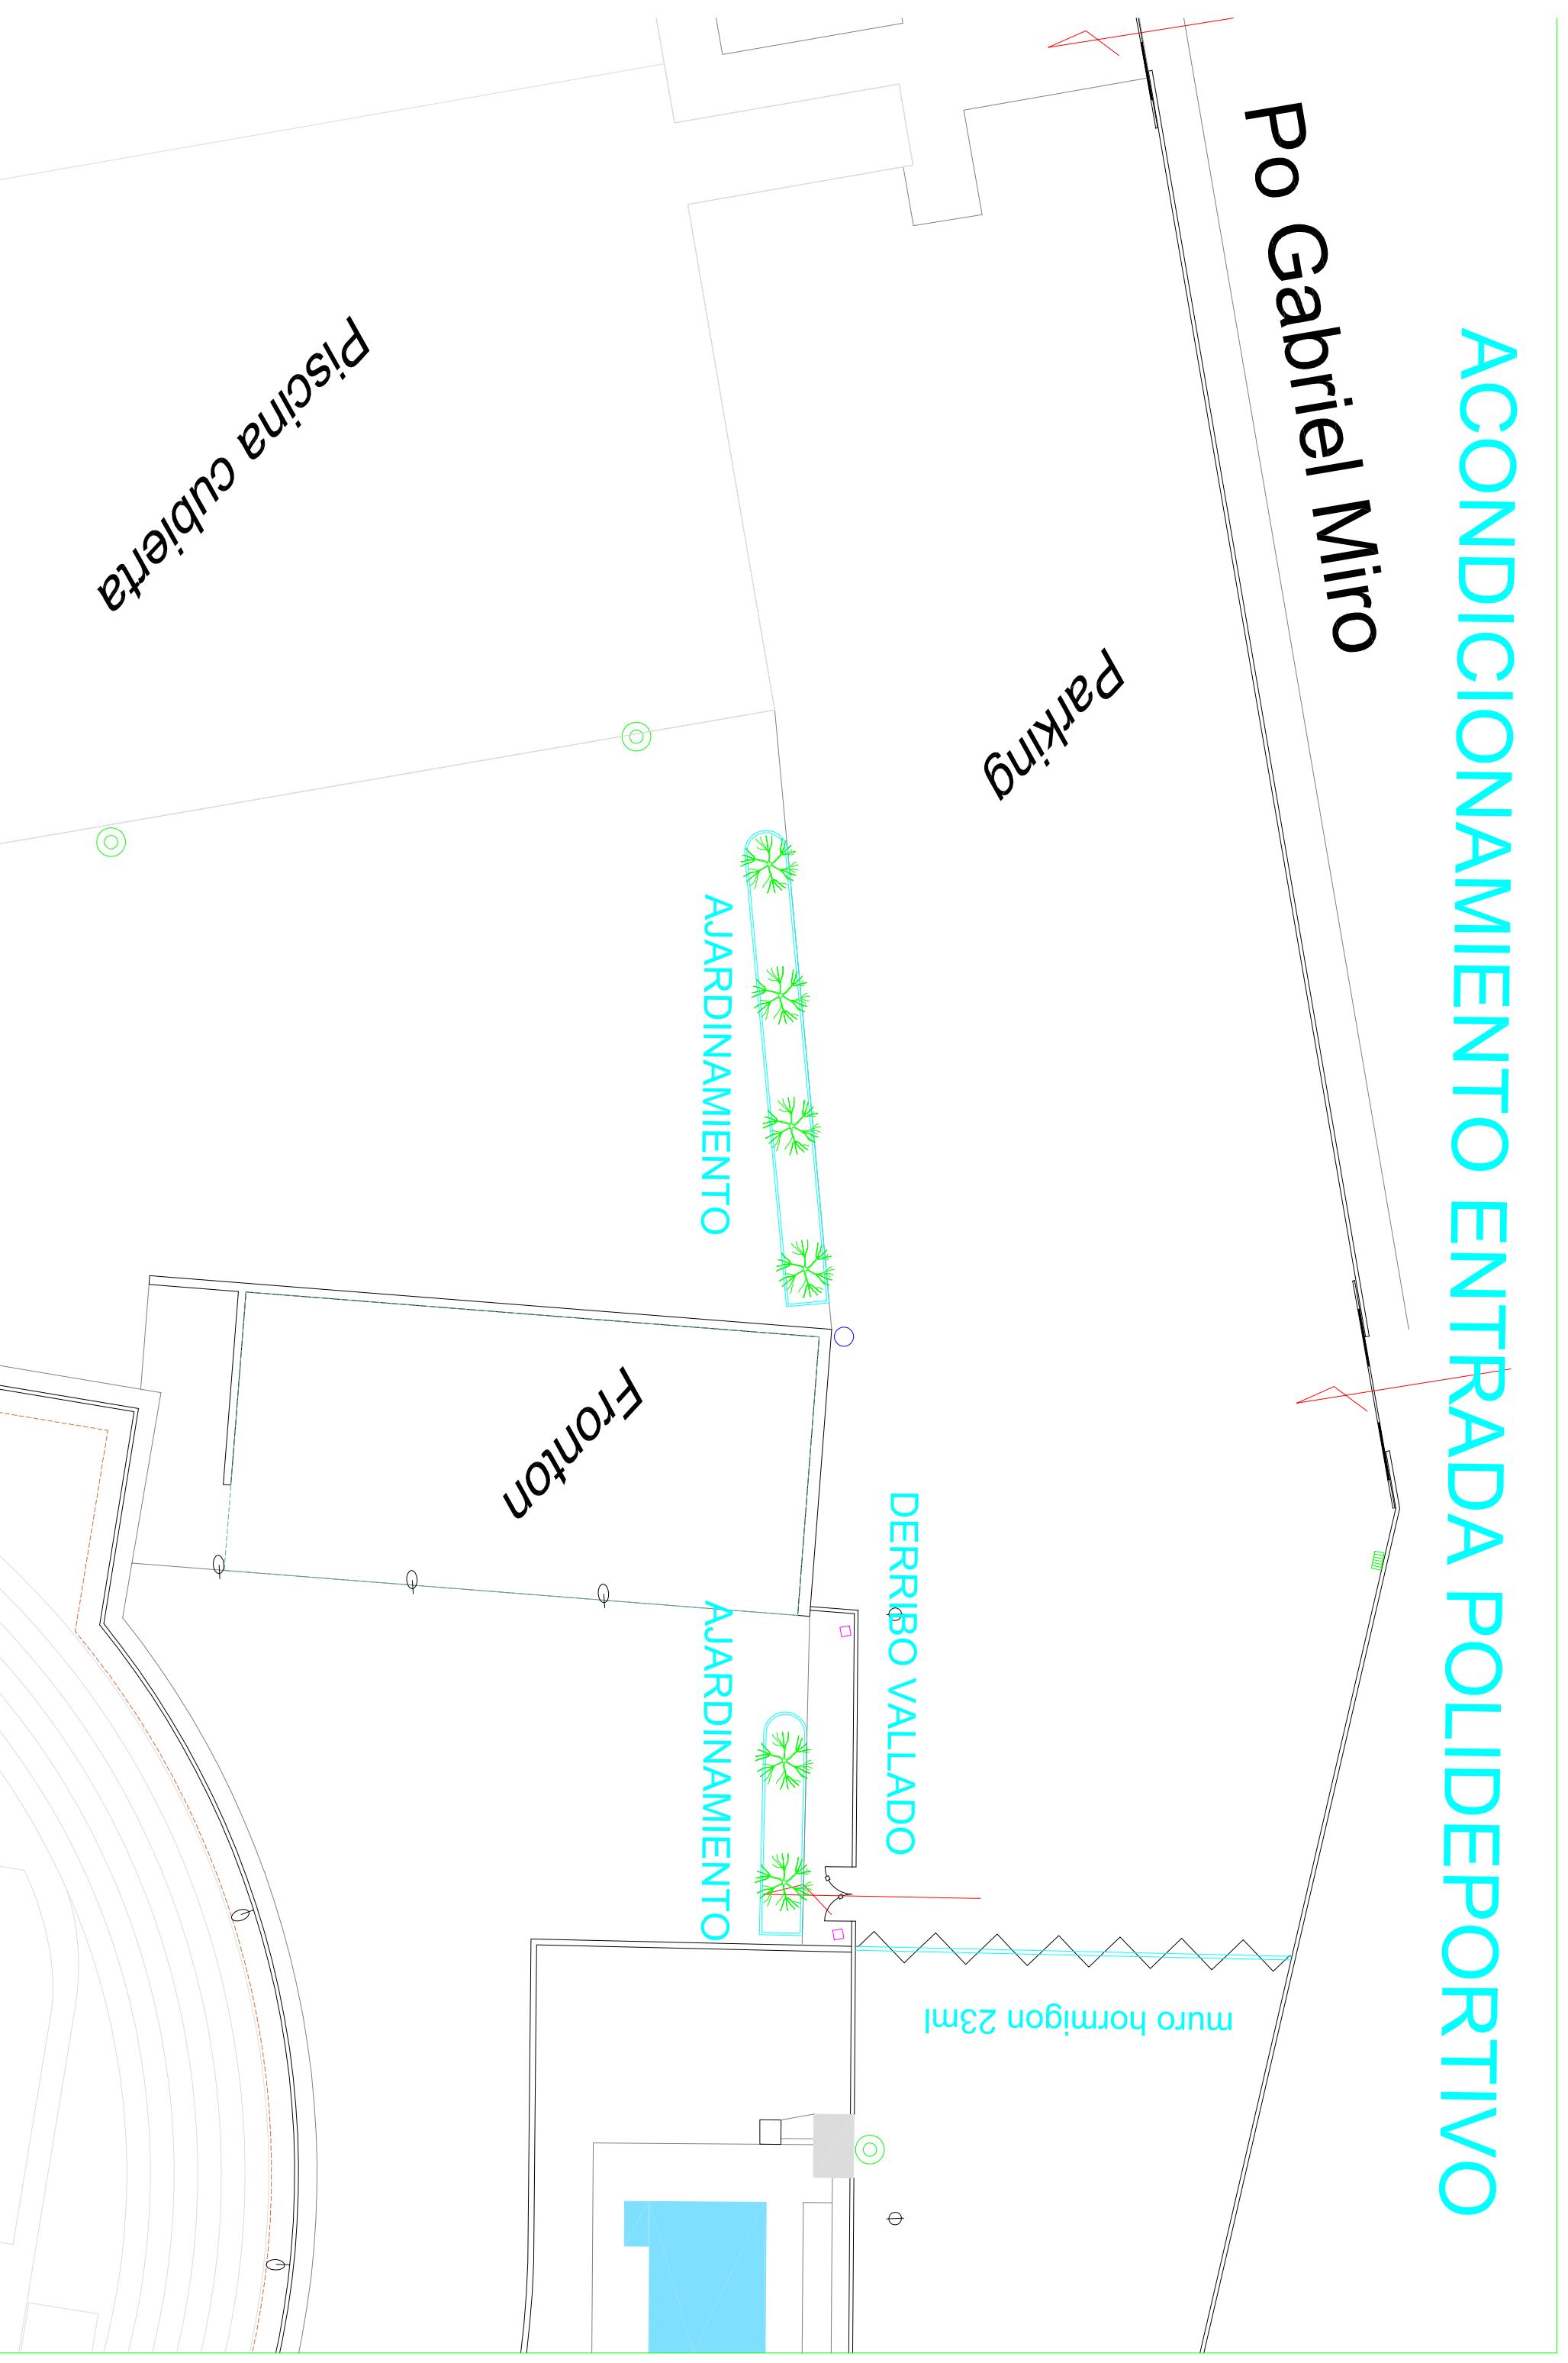 ACONDICIONAMIENTO ENTRADA POLIDEPORTIVO
Po Gabriel Miro
Piscina cubierta
Parking
AJARDINAMIENTO
Fronton
DERRIBO VALLADO
AJARDINAMIENTO
muro hormigon 23ml